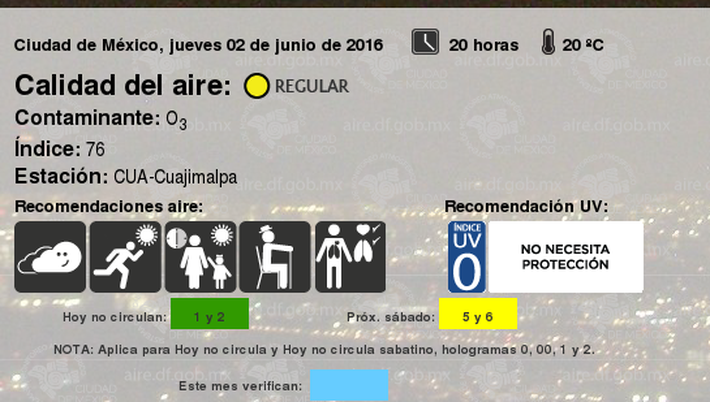 Ciudad de México, jueves 02 de junio de 2016 20 horas 20 ºC
Calidad del aire: REGULAR
Contaminante: O3
Índice: 76
Estación: CUA-Cuajimalpa
Recomendaciones aire: Recomendación UV:
ÍNDICE
UV
0
NO NECESITA
PROTECCIÓN
Hoy no circulan: 1 y 2 Próx. sábado: 5 y 6
NOTA: Aplica para Hoy no circula y Hoy no circula sabatino, hologramas 0, 00, 1 y 2.
Este mes verifican:
aire.df.gob.mx